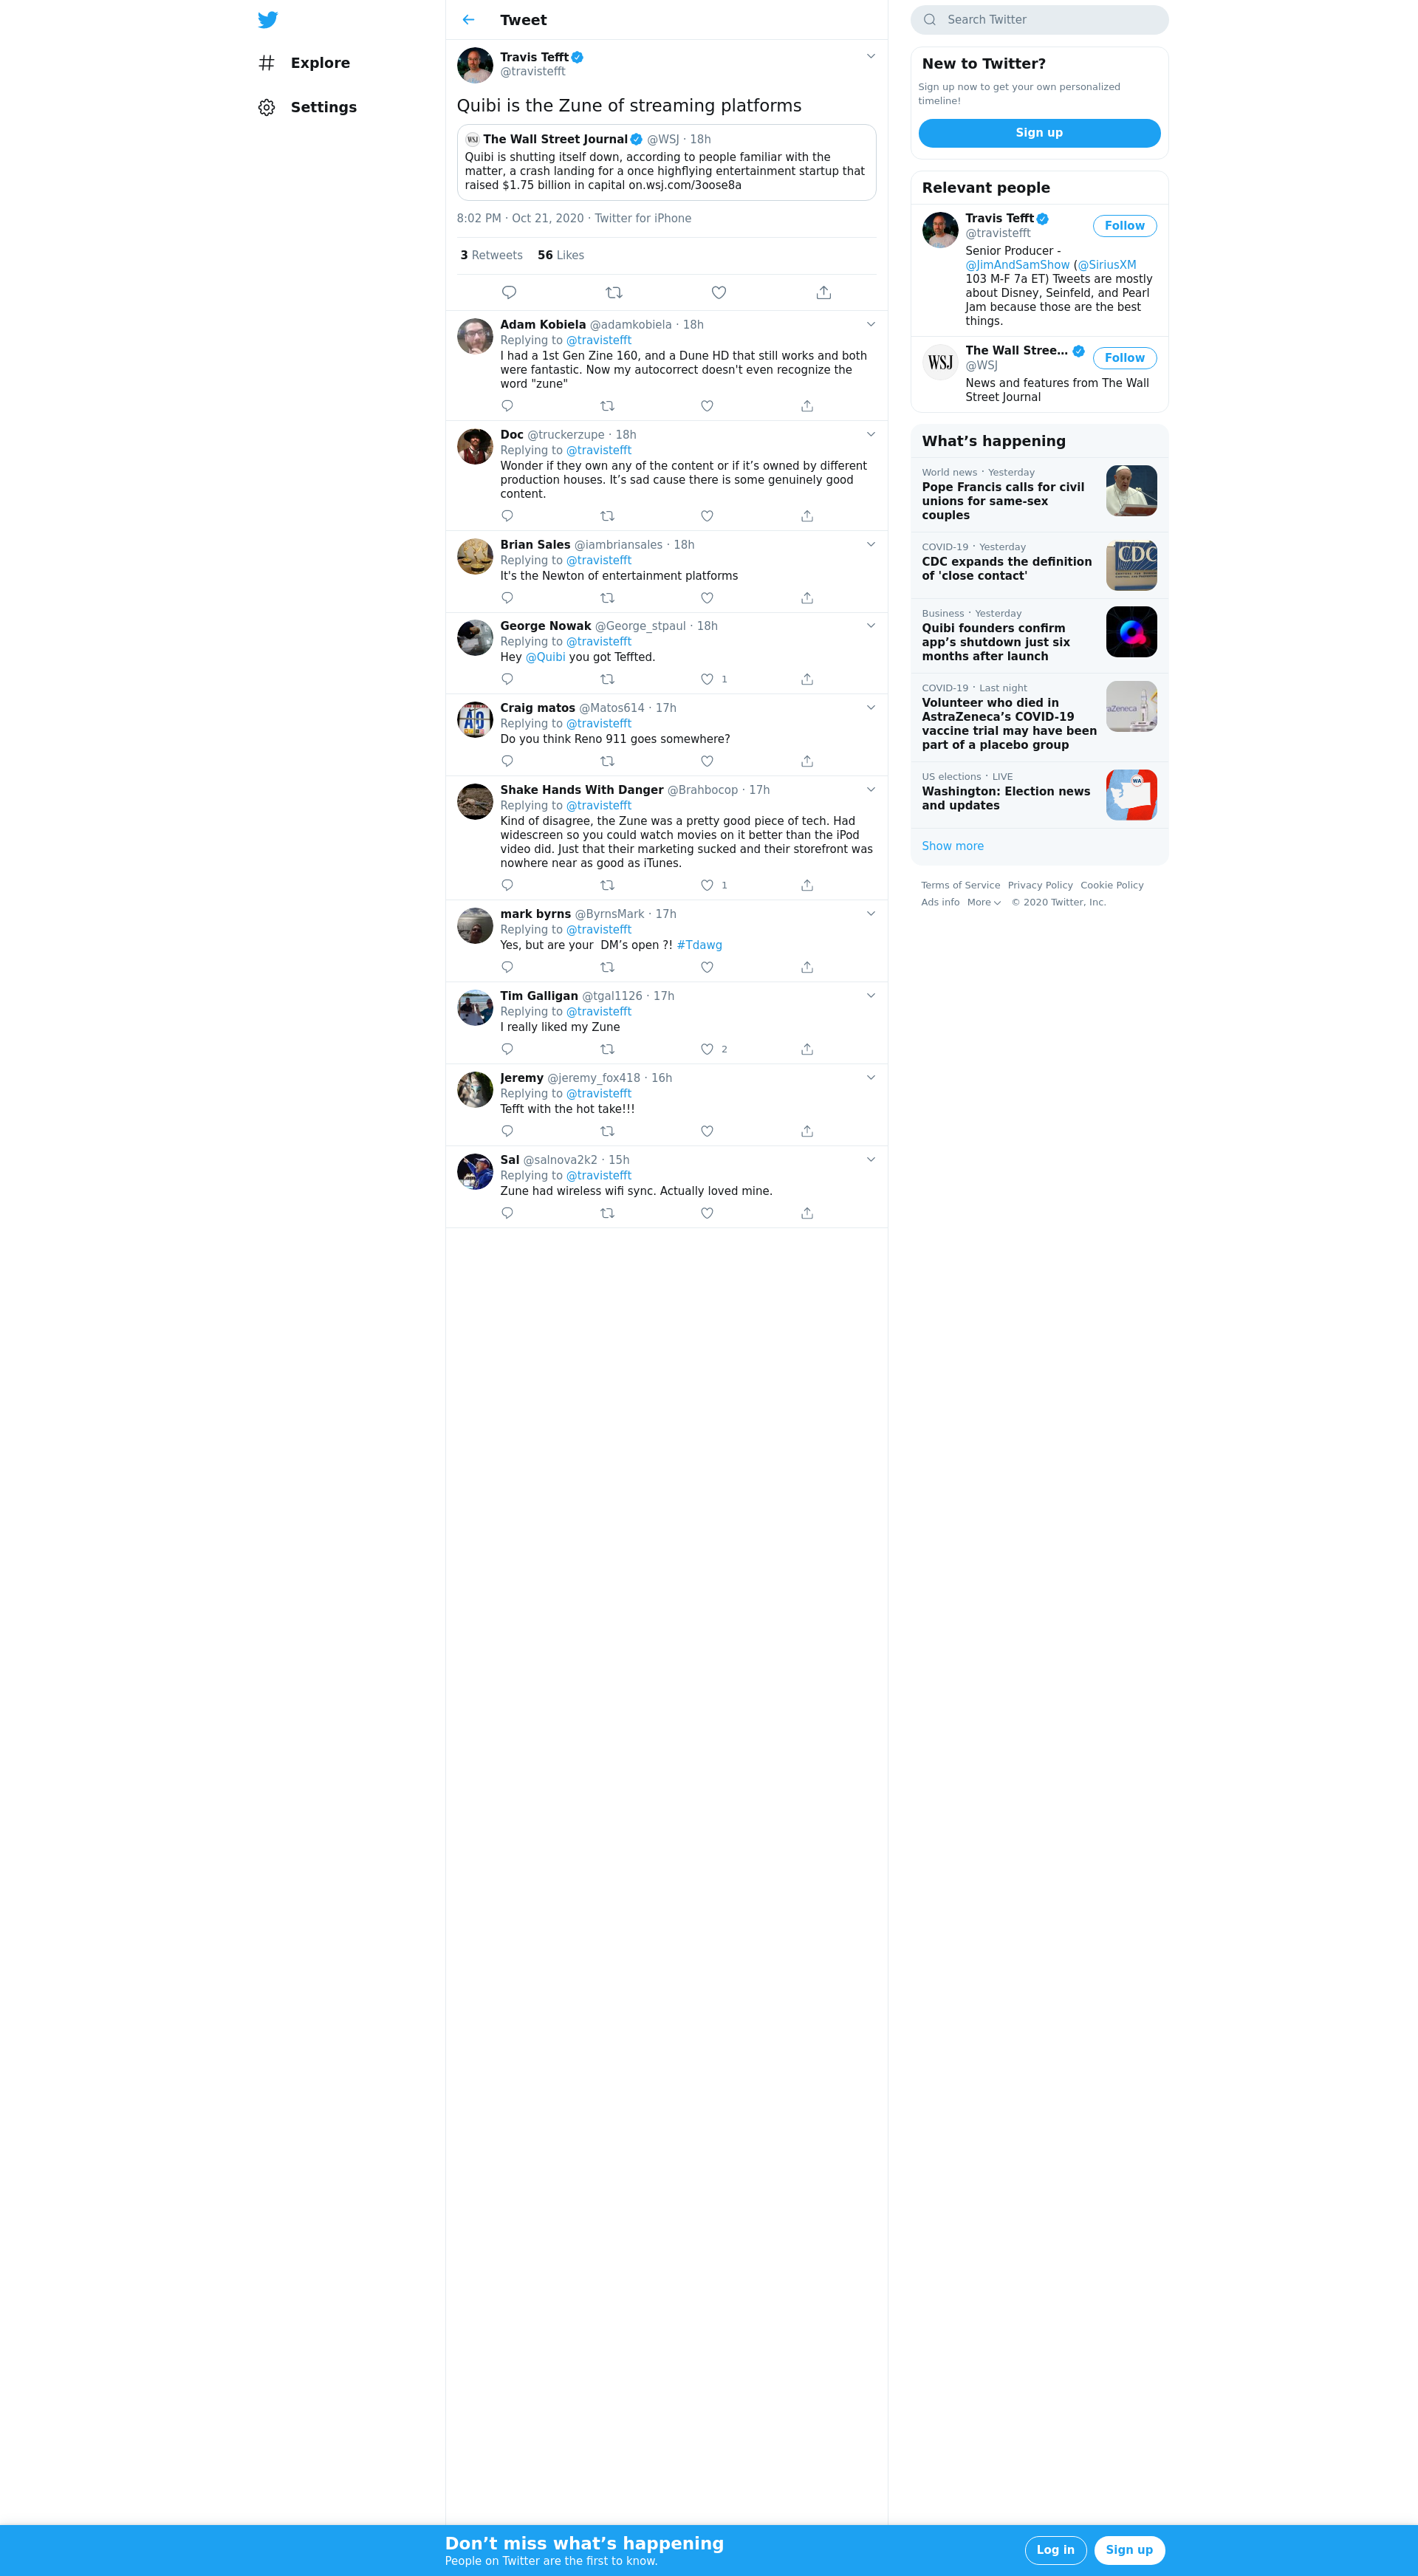 Explore
Settings
Tweet
Travis Tefft
@travistefft
Quibi is the Zune of streaming platforms
WSJ The Wall Street Journal @WSJ · 18h
Quibi is shutting itself down, according to people familiar with the
matter, a crash landing for a once highflying entertainment startup that
raised $1.75 billion in capital on.wsj.com/3oose8a
8:02 PM · Oct 21, 2020 · Twitter for iPhone
3 Retweets 56 Likes
Adam Kobiela @adamkobiela · 18h
Replying to @travistefft
I had a 1st Gen Zine 160, and a Dune HD that still works and both
were fantastic. Now my autocorrect doesn't even recognize the
word "zune"
Doc @truckerzupe · 18h
Replying to @travistefft
Wonder if they own any of the content or if it’s owned by different
production houses. It’s sad cause there is some genuinely good
content.
Brian Sales @iambriansales · 18h
Replying to @travistefft
It's the Newton of entertainment platforms
George Nowak @George_stpaul · 18h
Replying to @travistefft
Hey @Quibi you got Teffted.
1
Craig matos @Matos614 · 17h
Replying to @travistefft
Do you think Reno 911 goes somewhere?
Shake Hands With Danger @Brahbocop · 17h
Replying to @travistefft
Kind of disagree, the Zune was a pretty good piece of tech. Had
widescreen so you could watch movies on it better than the iPod
video did. Just that their marketing sucked and their storefront was
nowhere near as good as iTunes.
1
mark byrns @ByrnsMark · 17h
Replying to @travistefft
Yes, but are your  DM’s open ?! #Tdawg
Tim Galligan @tgal1126 · 17h
Replying to @travistefft
I really liked my Zune
2
Jeremy @jeremy_fox418 · 16h
Replying to @travistefft
Tefft with the hot take!!!
Sal @salnova2k2 · 15h
Replying to @travistefft
Zune had wireless wifi sync. Actually loved mine.
Search Twitter
New to Twitter?
Sign up now to get your own personalized
timeline!
Sign up
Relevant people
Travis Tefft
@travistefft
Follow
Senior Producer -
@JimAndSamShow (@SiriusXM
103 M-F 7a ET) Tweets are mostly
about Disney, Seinfeld, and Pearl
Jam because those are the best
things.
WSJ
The Wall Stree...
@WSJ
Follow
News and features from The Wall
Street Journal
What’s happening
World news · Yesterday
Pope Francis calls for civil
unions for same-sex
couples
COVID-19 · Yesterday
CDC expands the definition
of 'close contact'
CDC
Business · Yesterday
Quibi founders confirm
app’s shutdown just six
months after launch
COVID-19 · Last night
Volunteer who died in
AstraZeneca’s COVID-19
vaccine trial may have been
part of a placebo group
raZeneca
US elections · LIVE
Washington: Election news
and updates
WA
Show more
Terms of Service Privacy Policy Cookie Policy
Ads info More © 2020 Twitter, Inc.
Don’t miss what’s happening
People on Twitter are the first to know.
Log in
Sign up